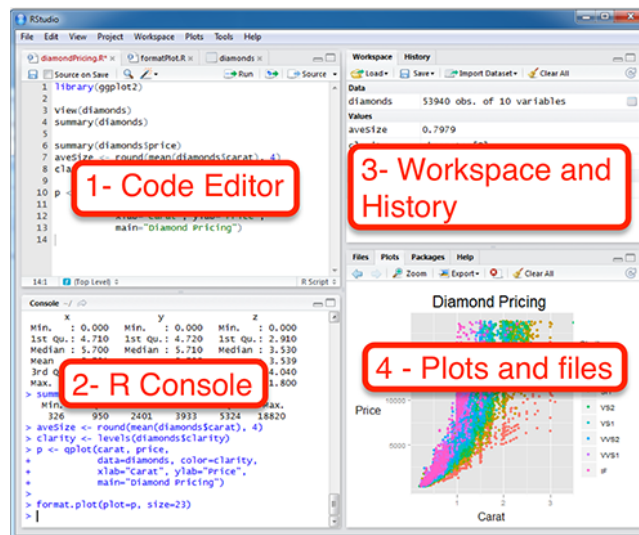 RStudio
File Edit View Project Workspace Plots Tools Help
diamondPricing.R* formatPlot.R diamonds
Source on Save Run Source
1 library(ggplot2)
2
3 view(diamonds)
4 summary(diamonds)
5
6 summary(diamonds$price)
7 aveSize <- round(mean(diamonds$carat), 4)
8 cla
9
10 p <-
1- Code Editor
12 xlab="Carat", ylab="Price",
13 main="Diamond Pricing")
14
14:1 (Top Level) R Script
Workspace History
Load Save Import Dataset Clear All
Data
diamonds 53940 obs. of 10 variables
Values
aveSize 0.7979
3- Workspace and
History
Console ~/
x y z
Min. : 0.000 Min. : 0.000 Min. : 0.000
1st Qu.: 4.710 1st Qu.: 4.720 1st Qu.: 2.910
Median : 5.700 Median : 5.710 Median : 3.530
Mean 3.539
3rd Q 4.040
Max. 1.800
2- R Console
> summ
Min. Max.
326 950 2401 3933 5324 18820
> aveSize <- round(mean(diamonds$carat), 4)
> clarity <- levels(diamonds$clarity)
> p <- qplot(carat, price,
+ data=diamonds, color=clarity,
+ xlab="Carat", ylab="Price",
+ main="Diamond Pricing")
>
> format.plot(plot=p, size=23)
>
Files Plots Packages Help
Zoom Export Clear All
Diamond Pricing
4 - Plots and files
Price
10000
5000
VS2
VS1
VVS2
VVS1
IF
1 2 3
Carat